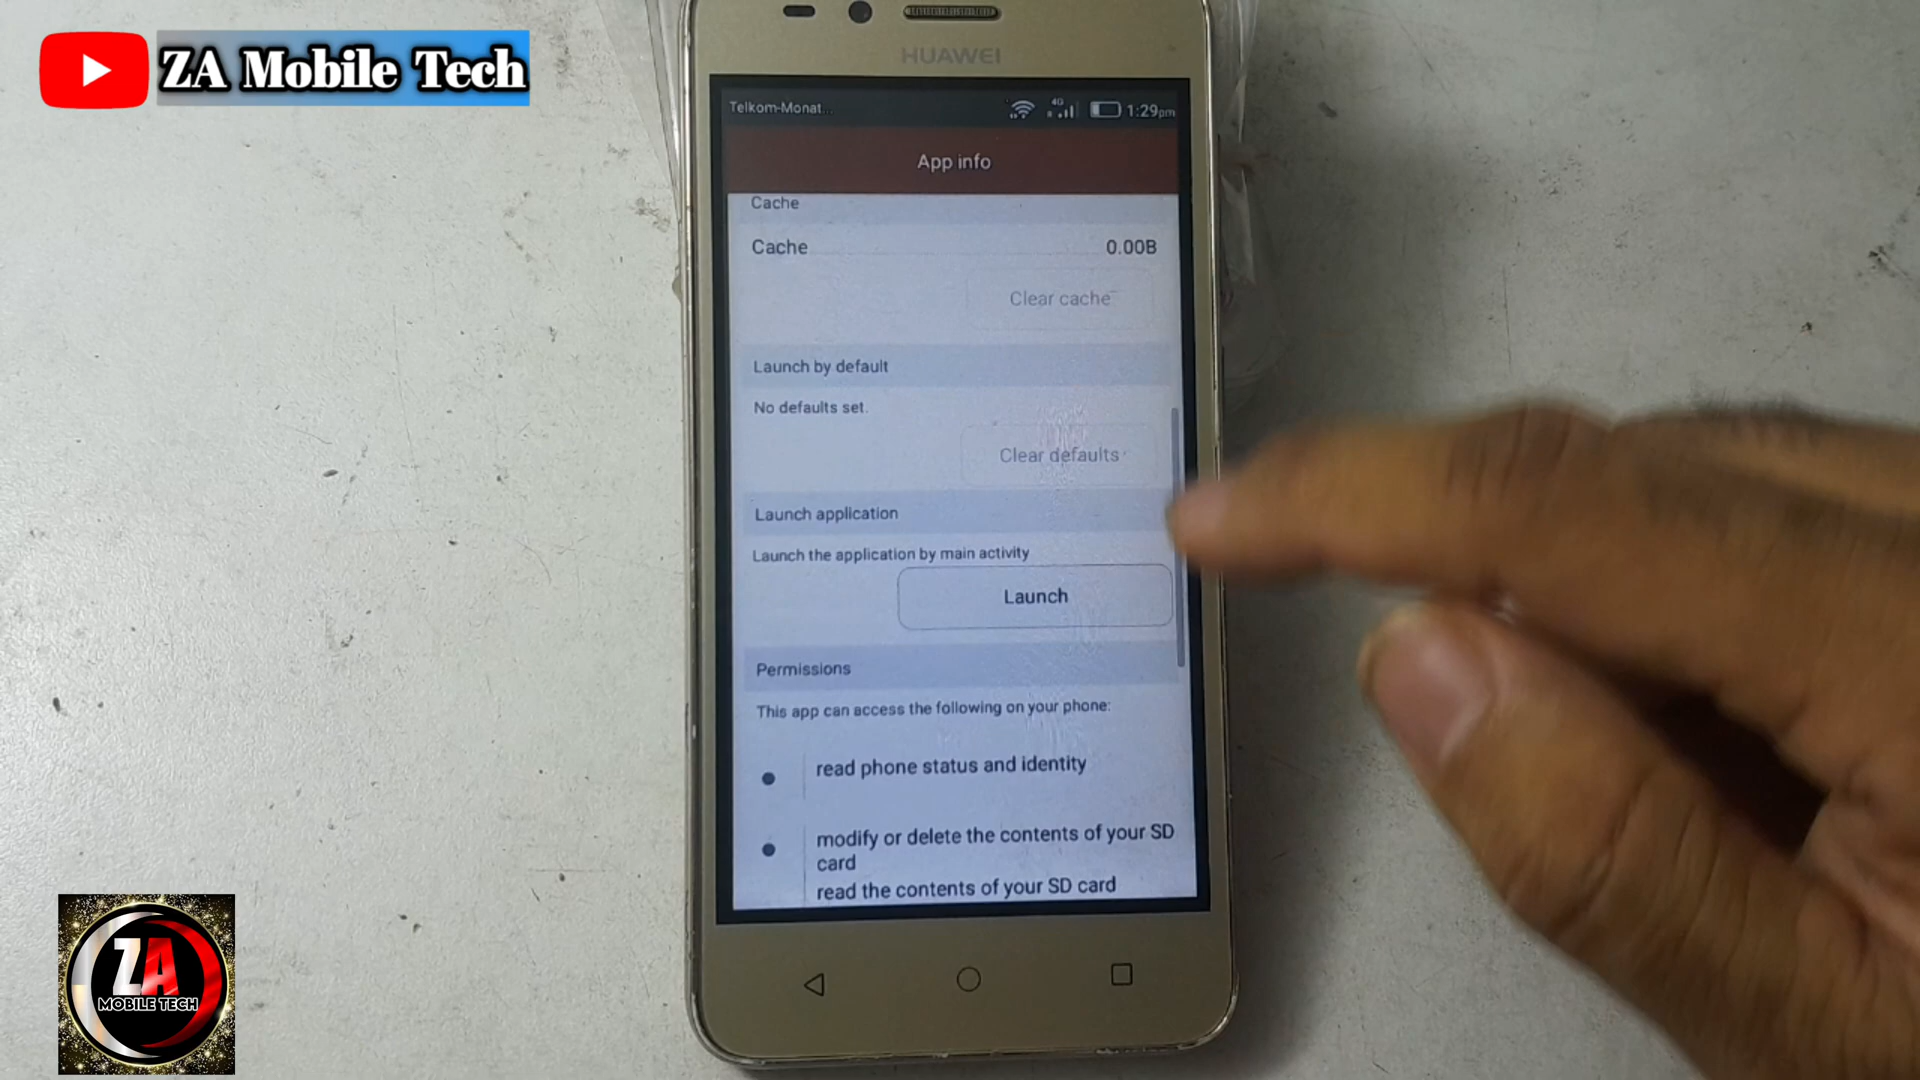 ZA Mobile Tech
HUAWEI
Telkom-Monat... 4G 1:29pm
App info
Cache
Cache 0.00B
Clear cache
Launch by default
No defaults set.
Clear defaults
Launch application
Launch the application by main activity
Launch
Permissions
This app can access the following on your phone:
read phone status and identity
modify or delete the contents of your SD
card
read the contents of your SD card
ZA
MOBILE TECH